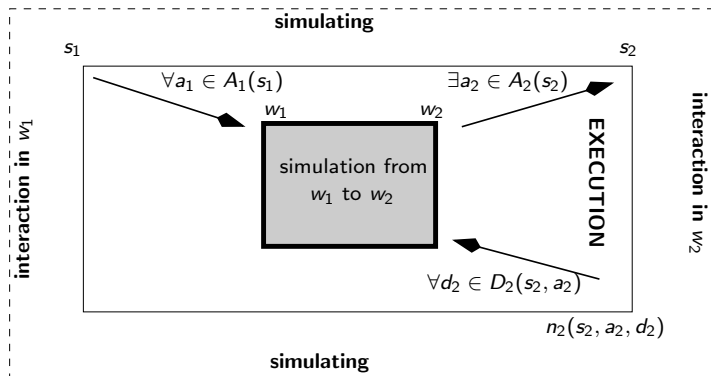 simulating
s₁
s₂
∀a₁ ∈ A₁(s₁)
∃a₂ ∈ A₂(s₂)
w₁
w₂
interaction in w₁
simulation from
w₁ to w₂
EXECUTION
interaction in w₂
∀d₂ ∈ D₂(s₂, a₂)
n₂(s₂, a₂, d₂)
simulating